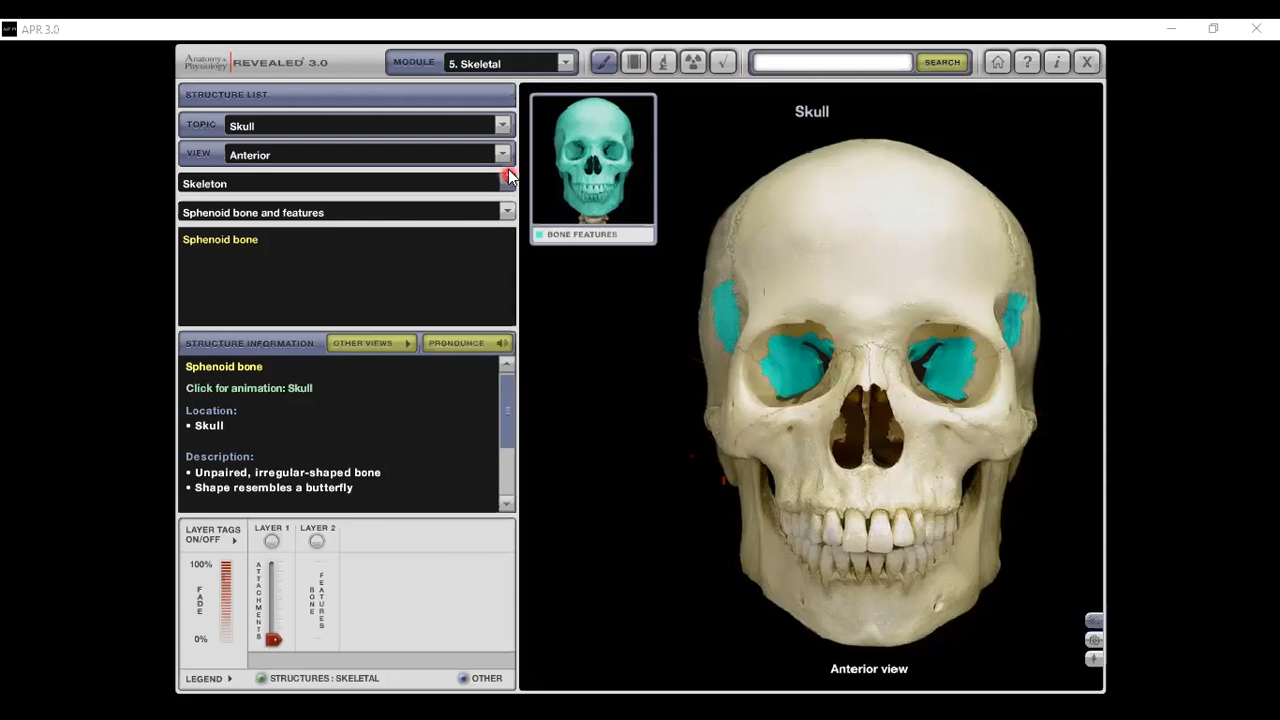 APR 3.0
Anatomy & Physiology REVEALED® 3.0
MODULE 5. Skeletal
SEARCH
STRUCTURE LIST
TOPIC Skull
VIEW Anterior
Skeleton
Sphenoid bone and features
Sphenoid bone
STRUCTURE INFORMATION OTHER VIEWS PRONOUNCE
Sphenoid bone
Click for animation: Skull
Location:
• Skull
Description:
• Unpaired, irregular-shaped bone
• Shape resembles a butterfly
LAYER TAGS
ON/OFF
LAYER 1 LAYER 2
100%
FADE
0%
ATTACHMENTS
BONE FEATURES
LEGEND STRUCTURES : SKELETAL OTHER
BONE FEATURES
Skull
Anterior view